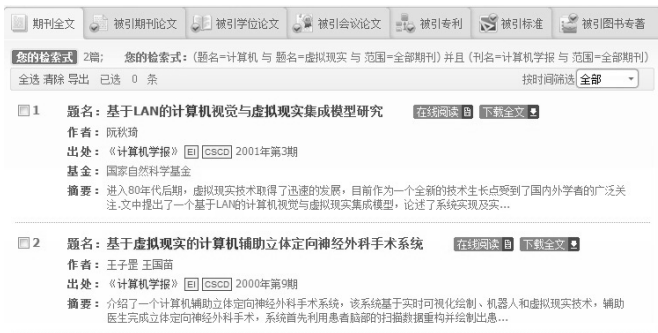 期刊全文 被引期刊论文 被引学位论文 被引会议论文 被引专利 被引标准 被引图书专著
您的检索式 2篇; 您的检索式:(题名=计算机 与 题名=虚拟现实 与 范围=全部期刊) 并且 (刊名=计算机学报 与 范围=全部期刊)
全选 清除 导出 已选 0 条 按时间筛选 全部
1 题名:基于LAN的计算机视觉与虚拟现实集成模型研究 在线阅读 下载全文
作者:阮秋琦
出处:《计算机学报》 EI CSCD 2001年第3期
基金:国家自然科学基金
摘要:进入80年代后期,虚拟现实技术取得了迅速的发展,目前作为一个全新的技术生长点受到了国内外学者的广泛关
注.文中提出了一个基于LAN的计算机视觉与虚拟现实集成模型,论述了系统实现及实...
2 题名:基于虚拟现实的计算机辅助立体定向神经外科手术系统 在线阅读 下载全文
作者:王子罡 王国苗
出处:《计算机学报》 EI CSCD 2000年第9期
摘要:介绍了一个计算机辅助立体定向神经外科手术系统,该系统基于实时可视化绘制、机器人和虚拟现实技术,辅助
医生完成立体定向神经外科手术,系统首先利用患者脑部的扫描数据重构并绘制出患...